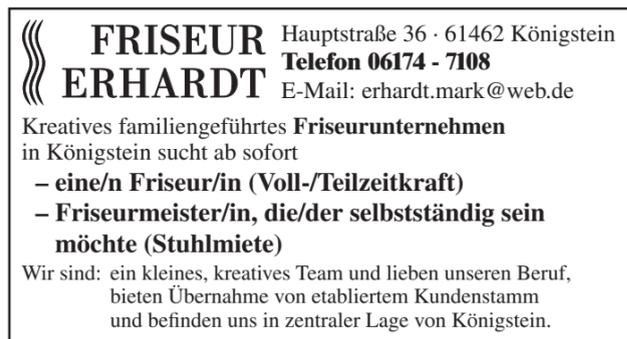 FRISEUR
ERHARDT
Hauptstraße 36 · 61462 Königstein
Telefon 06174 - 7108
E-Mail: erhardt.mark@web.de
Kreatives familiengeführtes Friseurunternehmen
in Königstein sucht ab sofort
– eine/n Friseur/in (Voll-/Teilzeitkraft)
– Friseurmeister/in, die/der selbstständig sein
möchte (Stuhlmiete)
Wir sind: ein kleines, kreatives Team und lieben unseren Beruf,
bieten Übernahme von etabliertem Kundenstamm
und befinden uns in zentraler Lage von Königstein.